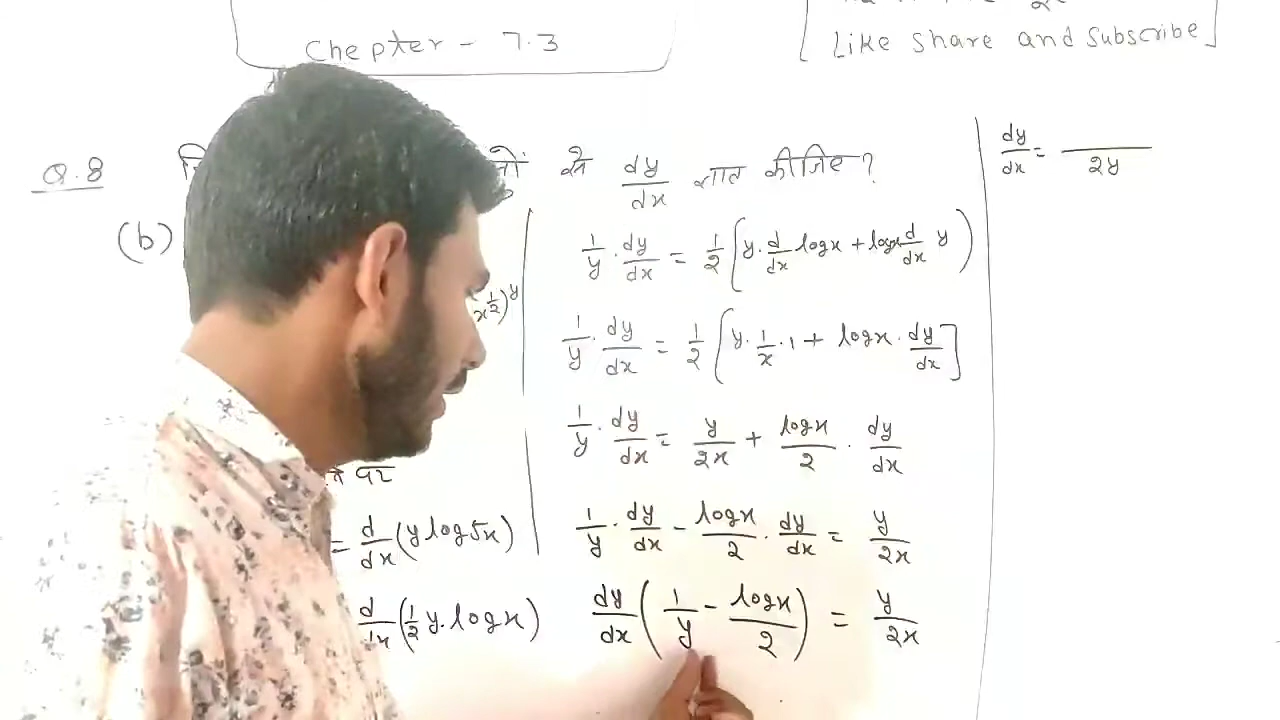 Chepter - 7.3
Like Share and Subscribe
Q.8
से dy/dx ज्ञात कीजिए?
(b)
x^(1/2))^y
पर
= d/dx (y log √x)
d/dx (1/2 y. log x)
1/y . dy/dx = 1/2 [y. d/dx log x + log x d/dx y)
1/y . dy/dx = 1/2 [y. 1/x . 1 + log x . dy/dx]
1/y . dy/dx = y/2x + log x/2 . dy/dx
1/y . dy/dx - log x/2 . dy/dx = y/2x
dy/dx (1/y - log x/2) = y/2x
dy/dx = —/2y